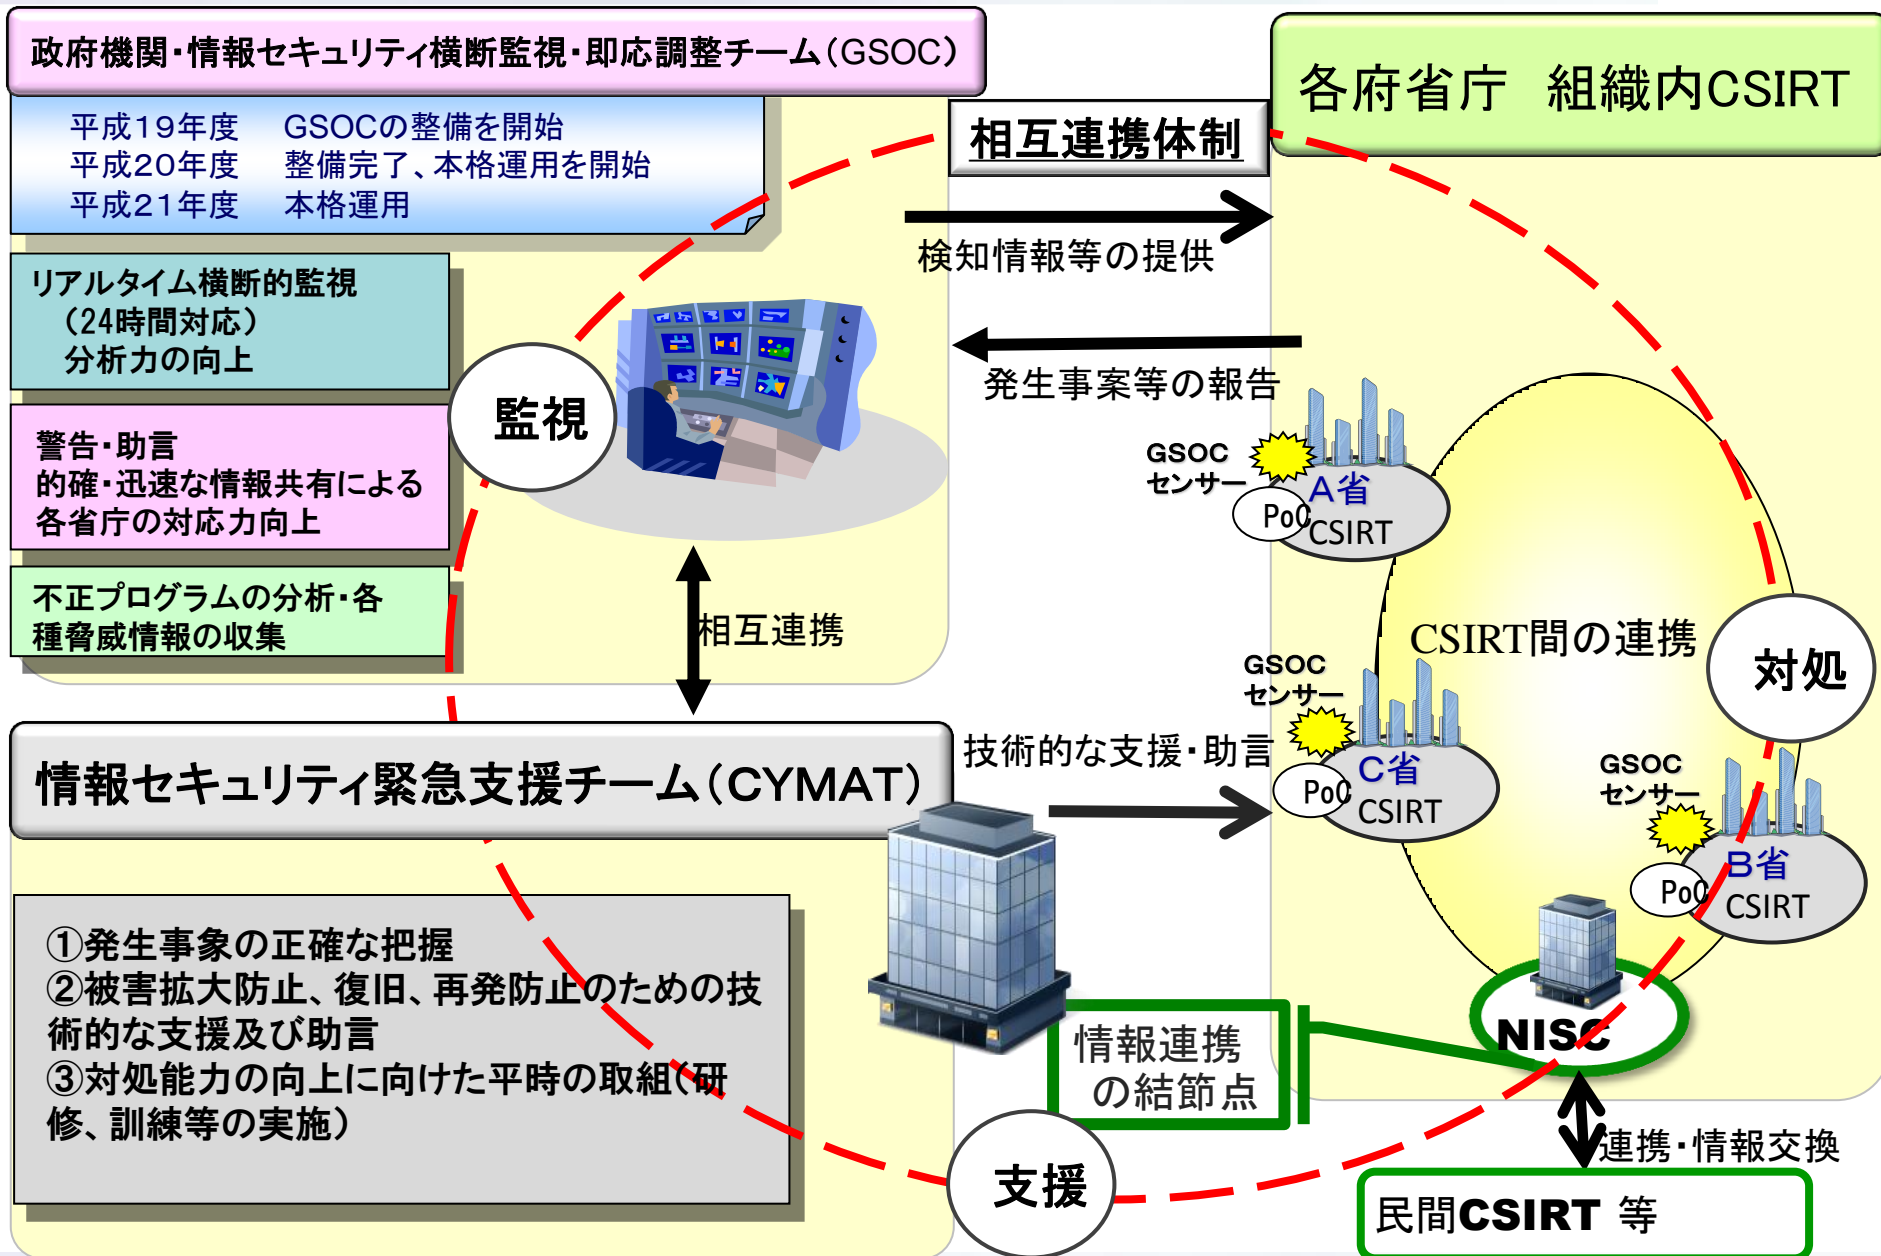 政府機関・情報セキュリティ横断監視・即応調整チーム（GSOC）
平成19年度　GSOCの整備を開始
平成20年度　整備完了、本格運用を開始
平成21年度　本格運用
リアルタイム横断的監視
（24時間対応）
分析力の向上
警告・助言
的確・迅速な情報共有による
各省庁の対応力向上
不正プログラムの分析・各
種脅威情報の収集
監視
相互連携体制
検知情報等の提供
発生事案等の報告
相互連携
各府省庁　組織内CSIRT
GSOC
センサー
PoC
A省
CSIRT
CSIRT間の連携
対処
GSOC
センサー
PoC
C省
CSIRT
GSOC
センサー
PoC
B省
CSIRT
情報セキュリティ緊急支援チーム（CYMAT）
技術的な支援・助言
①発生事象の正確な把握
②被害拡大防止、復旧、再発防止のための技
術的な支援及び助言
③対処能力の向上に向けた平時の取組（研
修、訓練等の実施）
情報連携
の結節点
NISC
支援
連携・情報交換
民間CSIRT 等